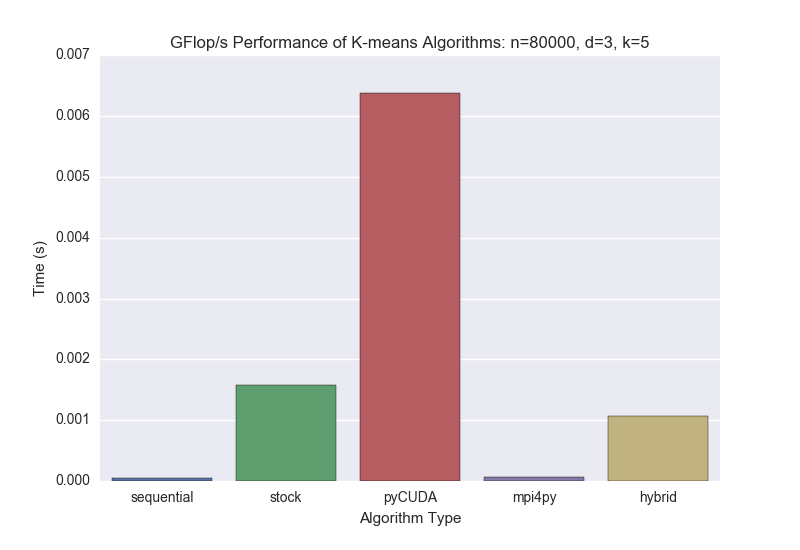 GFlop/s Performance of K-means Algorithms: n=80000, d=3, k=5
0.007
0.006
0.005
0.004
0.003
0.002
0.001
0.000
Time (s)
sequential stock pyCUDA mpi4py hybrid
Algorithm Type